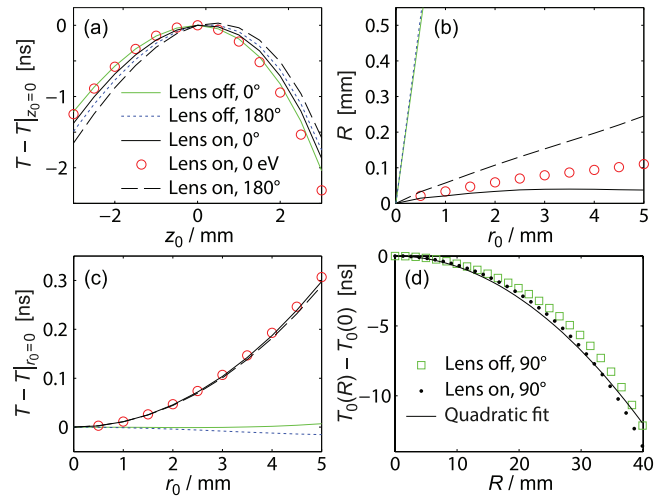 (a)
T − T|z₀=0 [ns]
0
−1
−2
Lens off, 0°
Lens off, 180°
Lens on, 0°
Lens on, 0 eV
Lens on, 180°
−2 0 2
z₀ / mm
(b)
R [mm]
0.5
0.4
0.3
0.2
0.1
0
0 1 2 3 4 5
r₀ / mm
(c)
T − T|r₀=0 [ns]
0.3
0.2
0.1
0
0 1 2 3 4 5
r₀ / mm
(d)
T₀(R) − T₀(0) [ns]
0
−5
−10
Lens off, 90°
Lens on, 90°
Quadratic fit
0 10 20 30 40
R / mm